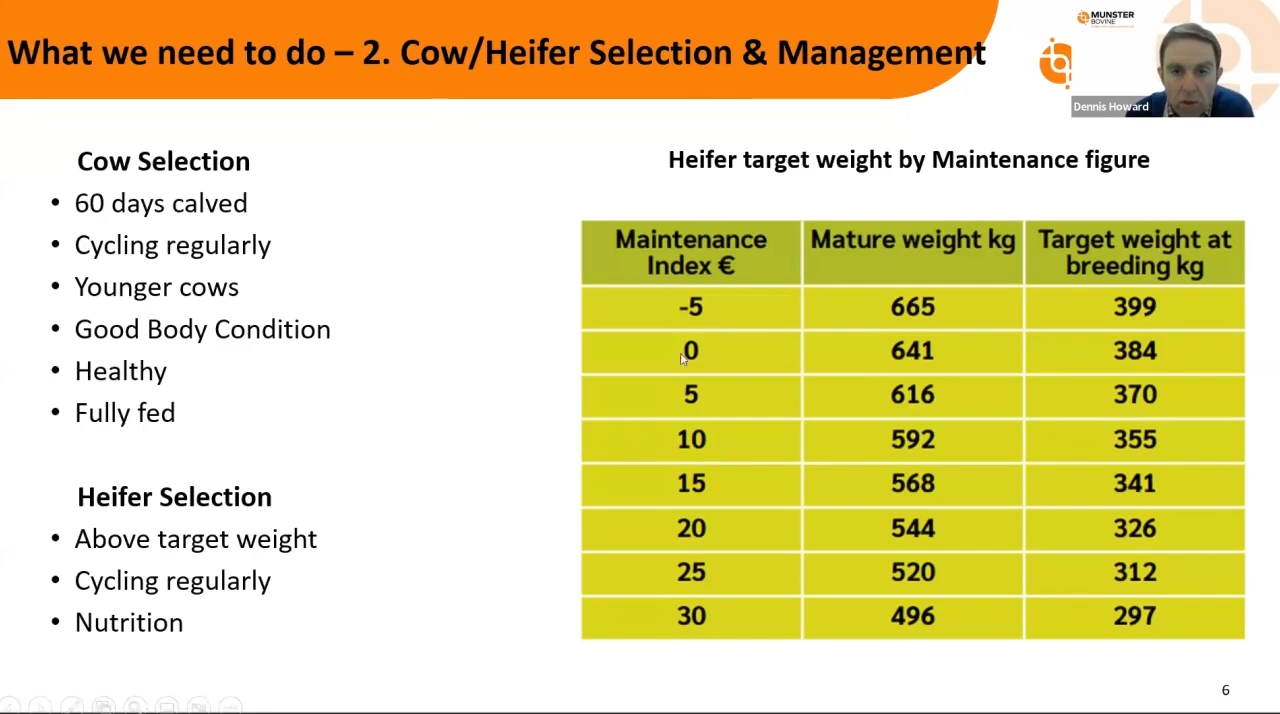 What we need to do – 2. Cow/Heifer Selection & Management
MUNSTER
BOVINE
Dennis Howard
Cow Selection
• 60 days calved
• Cycling regularly
• Younger cows
• Good Body Condition
• Healthy
• Fully fed
Heifer Selection
• Above target weight
• Cycling regularly
• Nutrition
Heifer target weight by Maintenance figure
Maintenance Index € Mature weight kg Target weight at breeding kg
-5 665 399
0 641 384
5 616 370
10 592 355
15 568 341
20 544 326
25 520 312
30 496 297
6